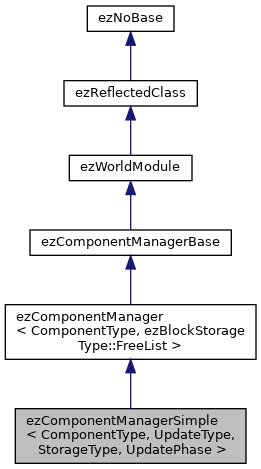 ezNoBase
ezReflectedClass
ezWorldModule
ezComponentManagerBase
ezComponentManager
< ComponentType, ezBlockStorage
Type::FreeList >
ezComponentManagerSimple
< ComponentType, UpdateType,
StorageType, UpdatePhase >